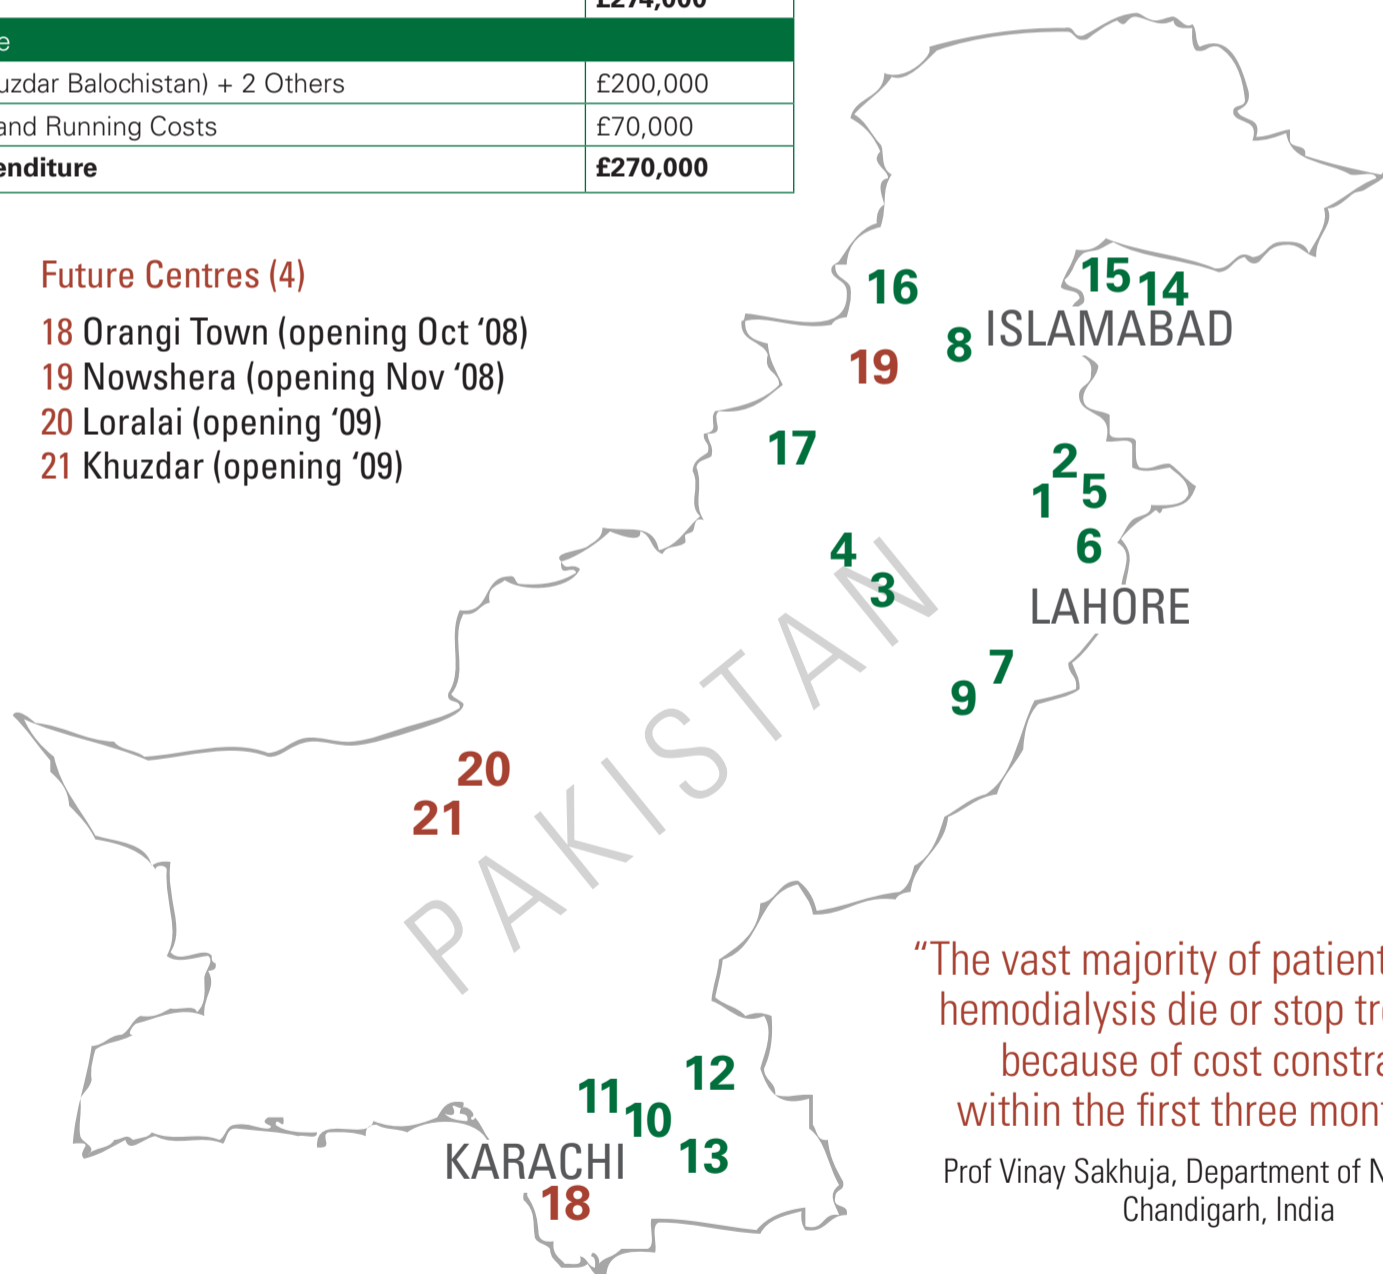 £274,000
e
uzdar Balochistan) + 2 Others £200,000
and Running Costs £70,000
enditure £270,000
Future Centres (4)
18 Orangi Town (opening Oct ‘08)
19 Nowshera (opening Nov ‘08)
20 Loralai (opening ‘09)
21 Khuzdar (opening ‘09)
15 14
16
ISLAMABAD
8
19
17
2
1 5
6
4
3
LAHORE
7
9
PAKISTAN
20
21
12
11 10
13
KARACHI
18
“The vast majority of patient
hemodialysis die or stop tr
because of cost constra
within the first three mon
Prof Vinay Sakhuja, Department of N
Chandigarh, India